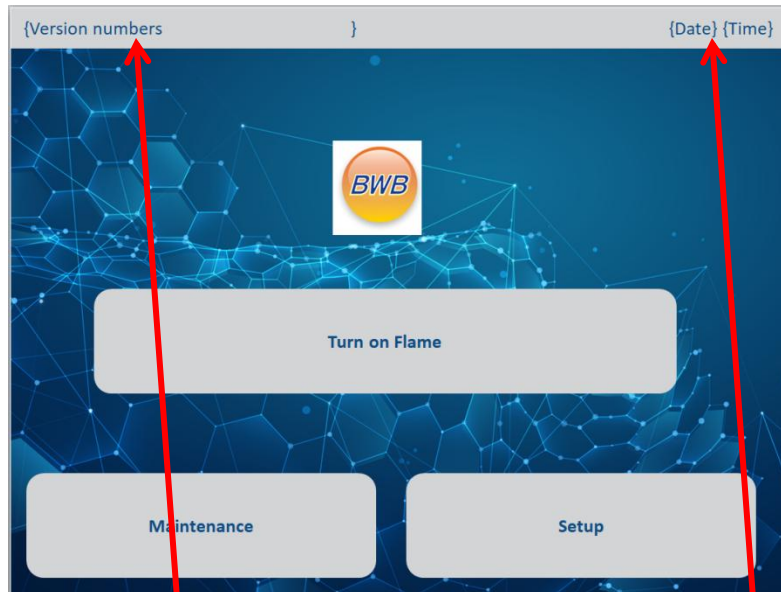 {Version numbers } {Date} {Time}
BWB
Turn on Flame
Maintenance Setup